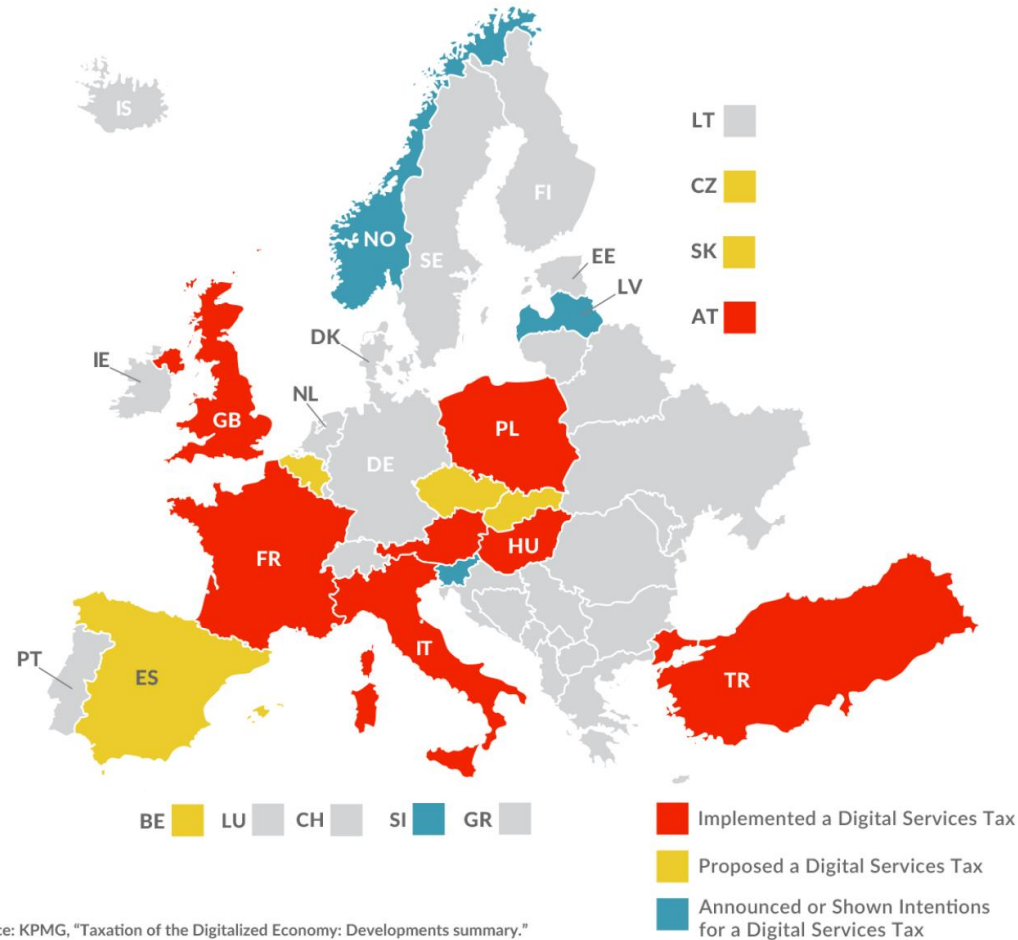 IS
LT
CZ
FI
NO
SK
SE
EE
LV
AT
DK
IE
NL
GB
PL
DE
HU
FR
IT
PT
ES
TR
BE
LU
CH
SI
GR
Implemented a Digital Services Tax
Proposed a Digital Services Tax
Announced or Shown Intentions
for a Digital Services Tax
KPMG, “Taxation of the Digitalized Economy: Developments summary.”